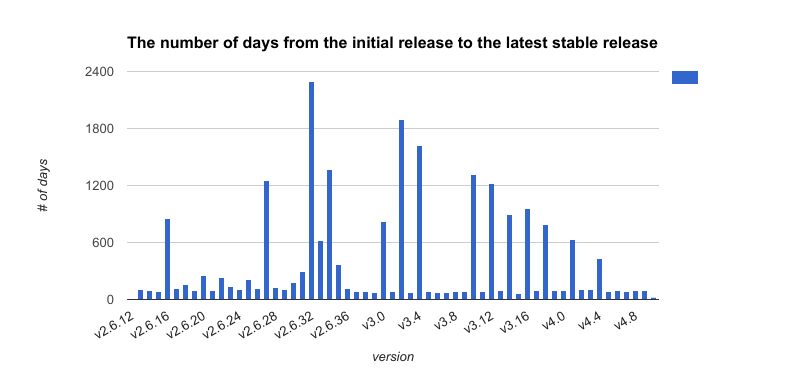 The number of days from the initial release to the latest stable release
2400
1800
1200
600
0
# of days
v2.6.12
v2.6.16
v2.6.20
v2.6.24
v2.6.28
v2.6.32
v2.6.36
v3.0
v3.4
v3.8
v3.12
v3.16
v4.0
v4.4
v4.8
version